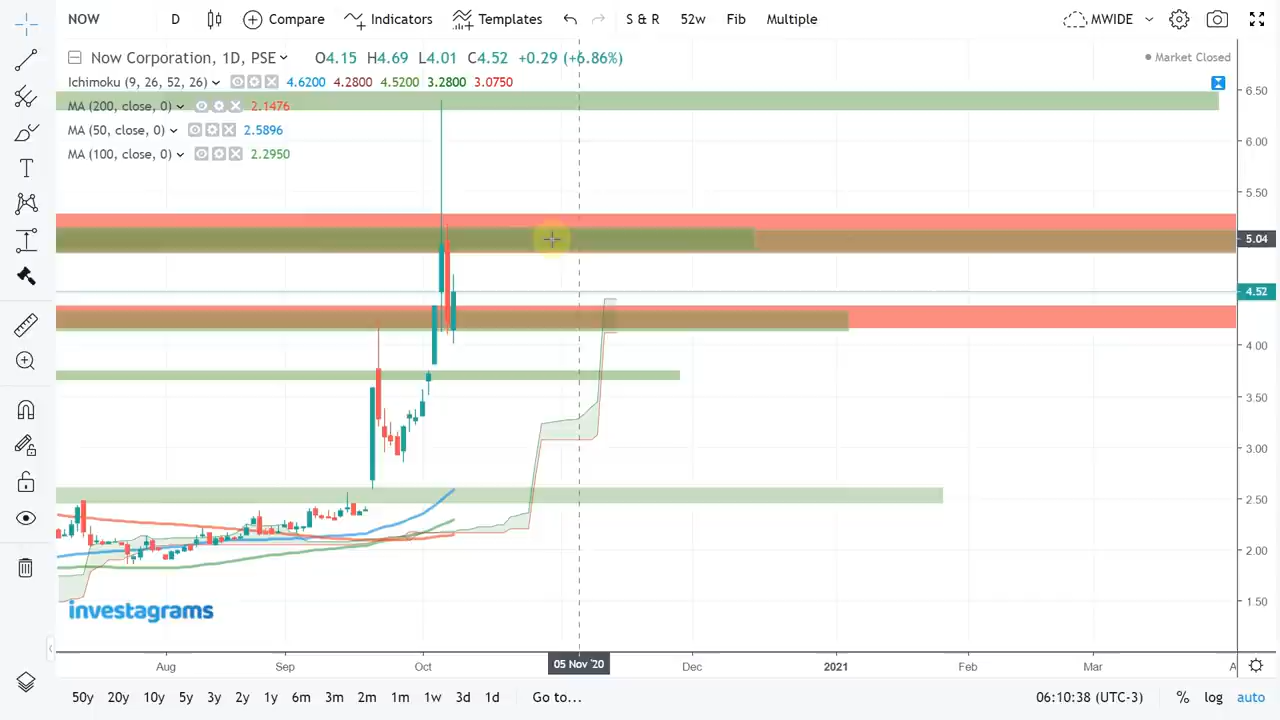 NOW D Compare Indicators Templates S & R 52w Fib Multiple MWIDE
Now Corporation, 1D, PSE O4.15 H4.69 L4.01 C4.52 +0.29 (+6.86%) Market Closed
Ichimoku (9, 26, 52, 26) 4.6200 4.2800 4.5200 3.2800 3.0750
MA (200, close, 0) 2.1476
MA (50, close, 0) 2.5896
MA (100, close, 0) 2.2950
6.50
6.00
5.50
5.04
4.52
4.00
3.50
3.00
2.50
2.00
1.50
investagrams
Aug Sep Oct 05 Nov '20 Dec 2021 Feb Mar A
50y 20y 10y 5y 3y 2y 1y 6m 3m 2m 1m 1w 3d 1d Go to... 06:10:38 (UTC-3) % log auto